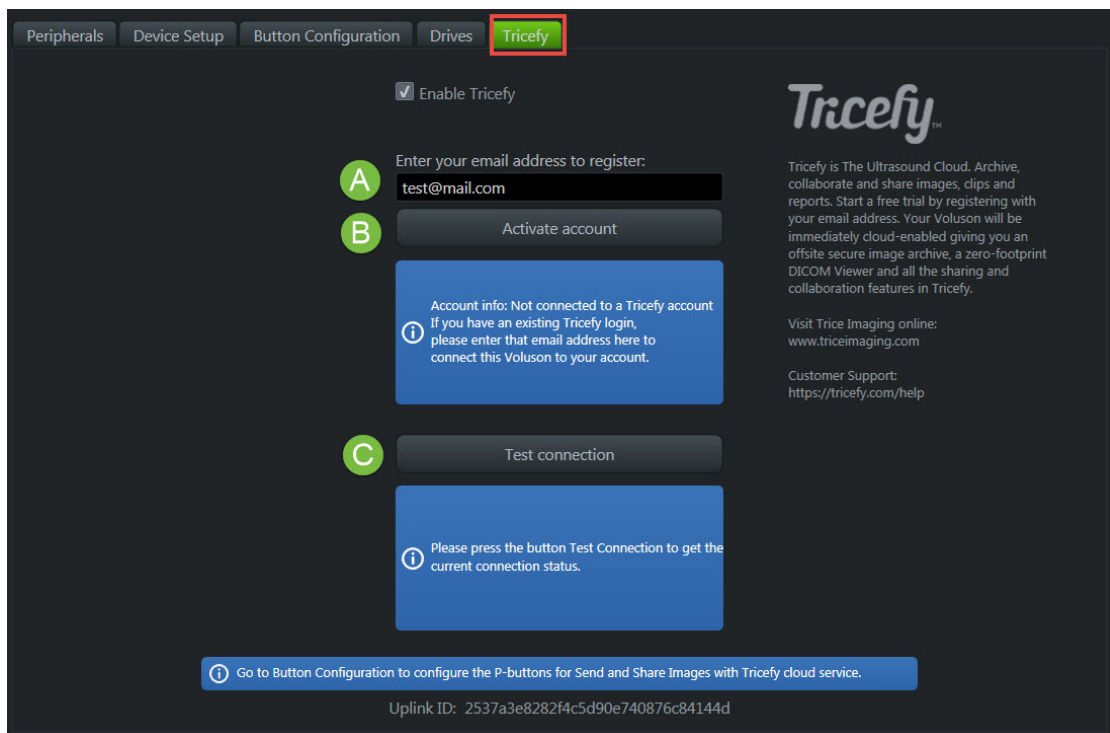 Peripherals Device Setup Button Configuration Drives Tricefy
Enable Tricefy
A
Enter your email address to register:
test@mail.com
B
Activate account
Account info: Not connected to a Tricefy account
If you have an existing Tricefy login,
please enter that email address here to
connect this Voluson to your account.
C
Test connection
Please press the button Test Connection to get the
current connection status.
Tricefy™
Tricefy is The Ultrasound Cloud. Archive,
collaborate and share images, clips and
reports. Start a free trial by registering with
your email address. Your Voluson will be
immediately cloud-enabled giving you an
offsite secure image archive, a zero-footprint
DICOM Viewer and all the sharing and
collaboration features in Tricefy.
Visit Trice Imaging online:
www.triceimaging.com
Customer Support:
https://tricefy.com/help
Go to Button Configuration to configure the P-buttons for Send and Share Images with Tricefy cloud service.
Uplink ID: 2537a3e8282f4c5d90e740876c84144d